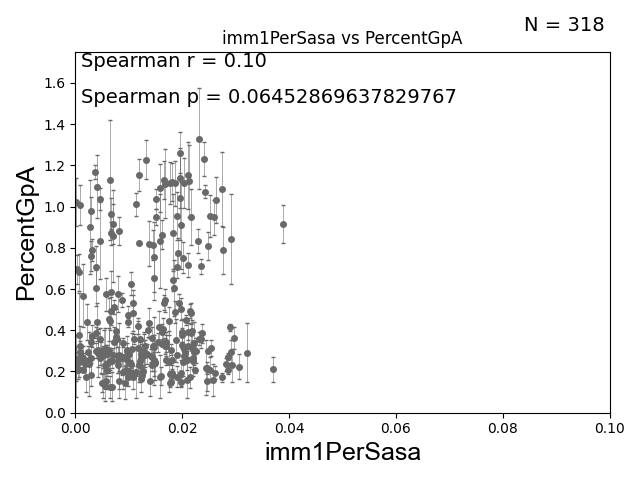 N = 318
imm1PerSasa vs PercentGpA
Spearman r = 0.10
Spearman p = 0.06452869637829767
PercentGpA
1.6
1.4
1.2
1.0
0.8
0.6
0.4
0.2
0.0
0.00 0.02 0.04 0.06 0.08 0.10
imm1PerSasa